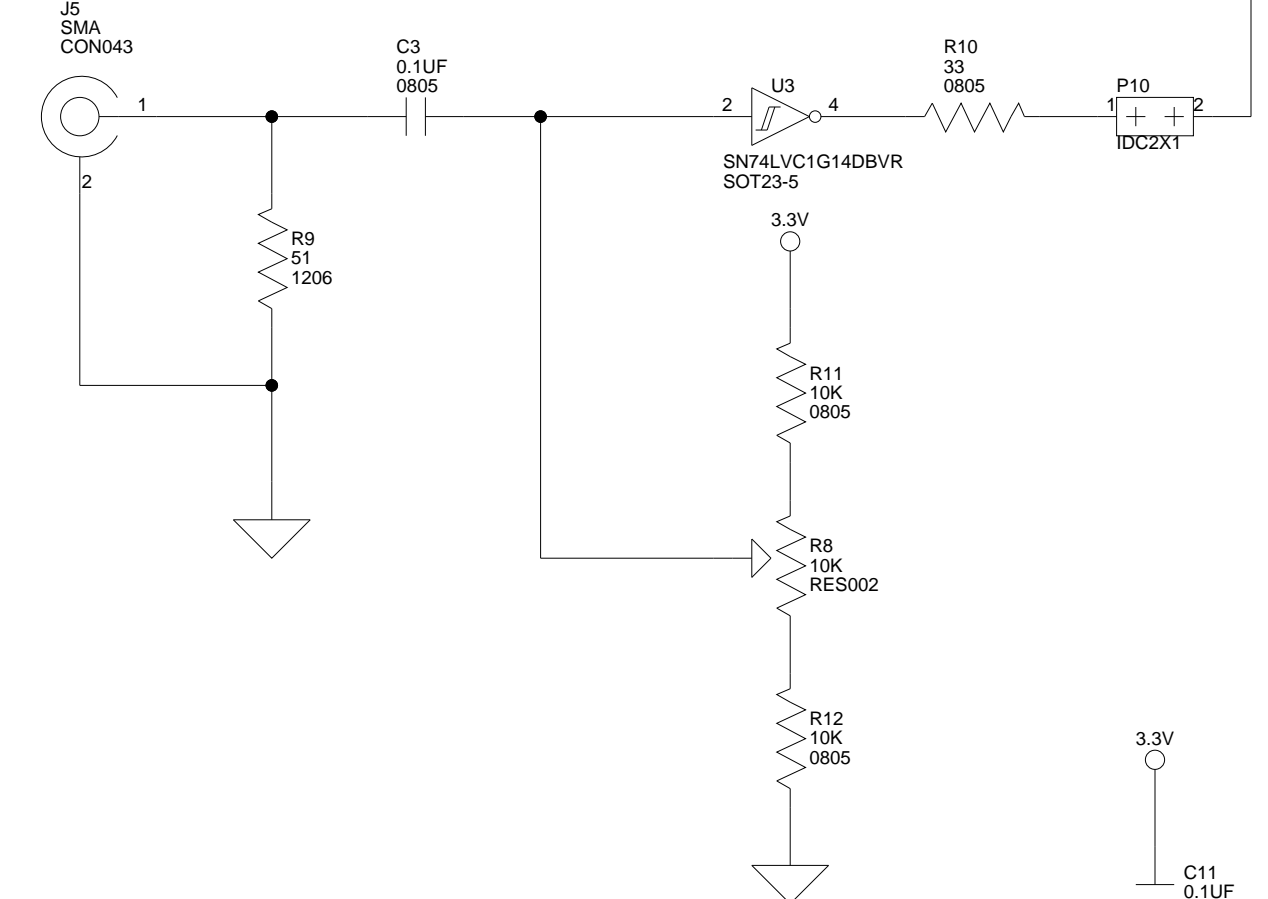 J5
SMA
CON043
1
2
C3
0.1UF
0805
R9
51
1206
2
U3
4
SN74LVC1G14DBVR
SOT23-5
R10
33
0805
P10
1
2
IDC2X1
3.3V
R11
10K
0805
R8
10K
RES002
R12
10K
0805
3.3V
C11
0.1UF